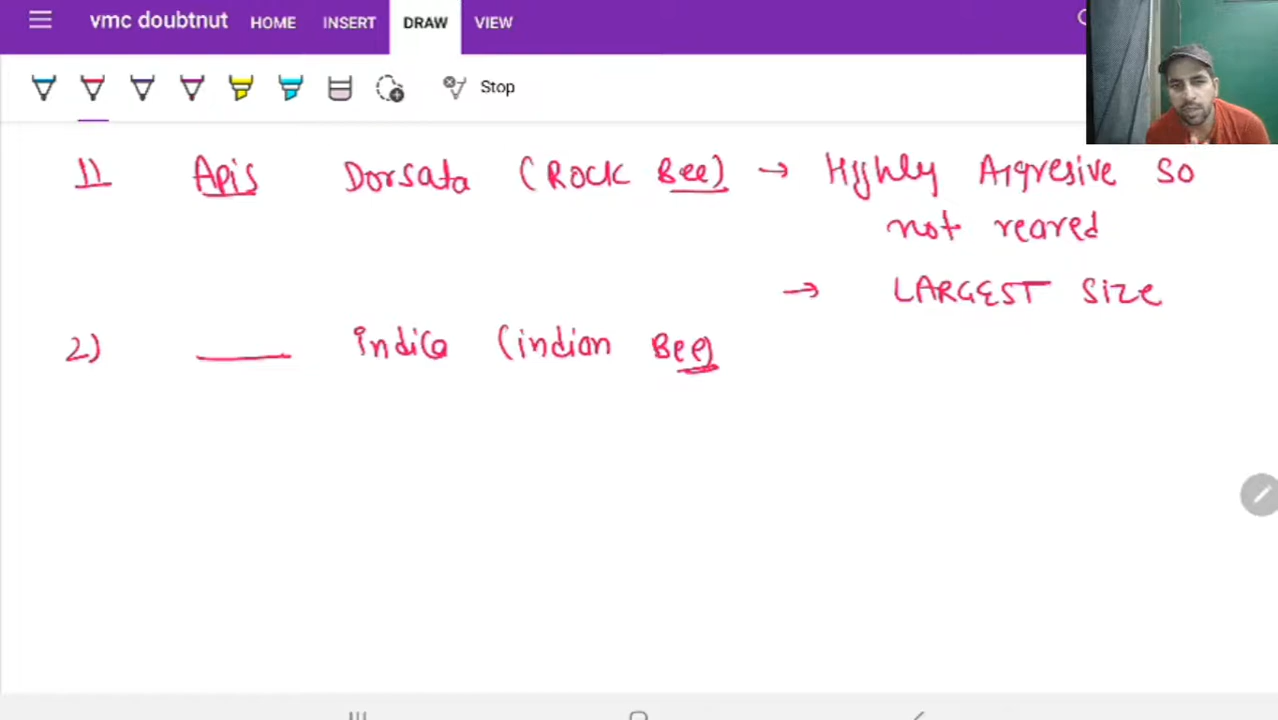 vmc doubtnut HOME INSERT DRAW VIEW
Stop
1) Apis Dorsata (Rock Bee) → Highly Aggresive so
not reared
→ LARGEST Size
2) ____ indica (indian Bee)